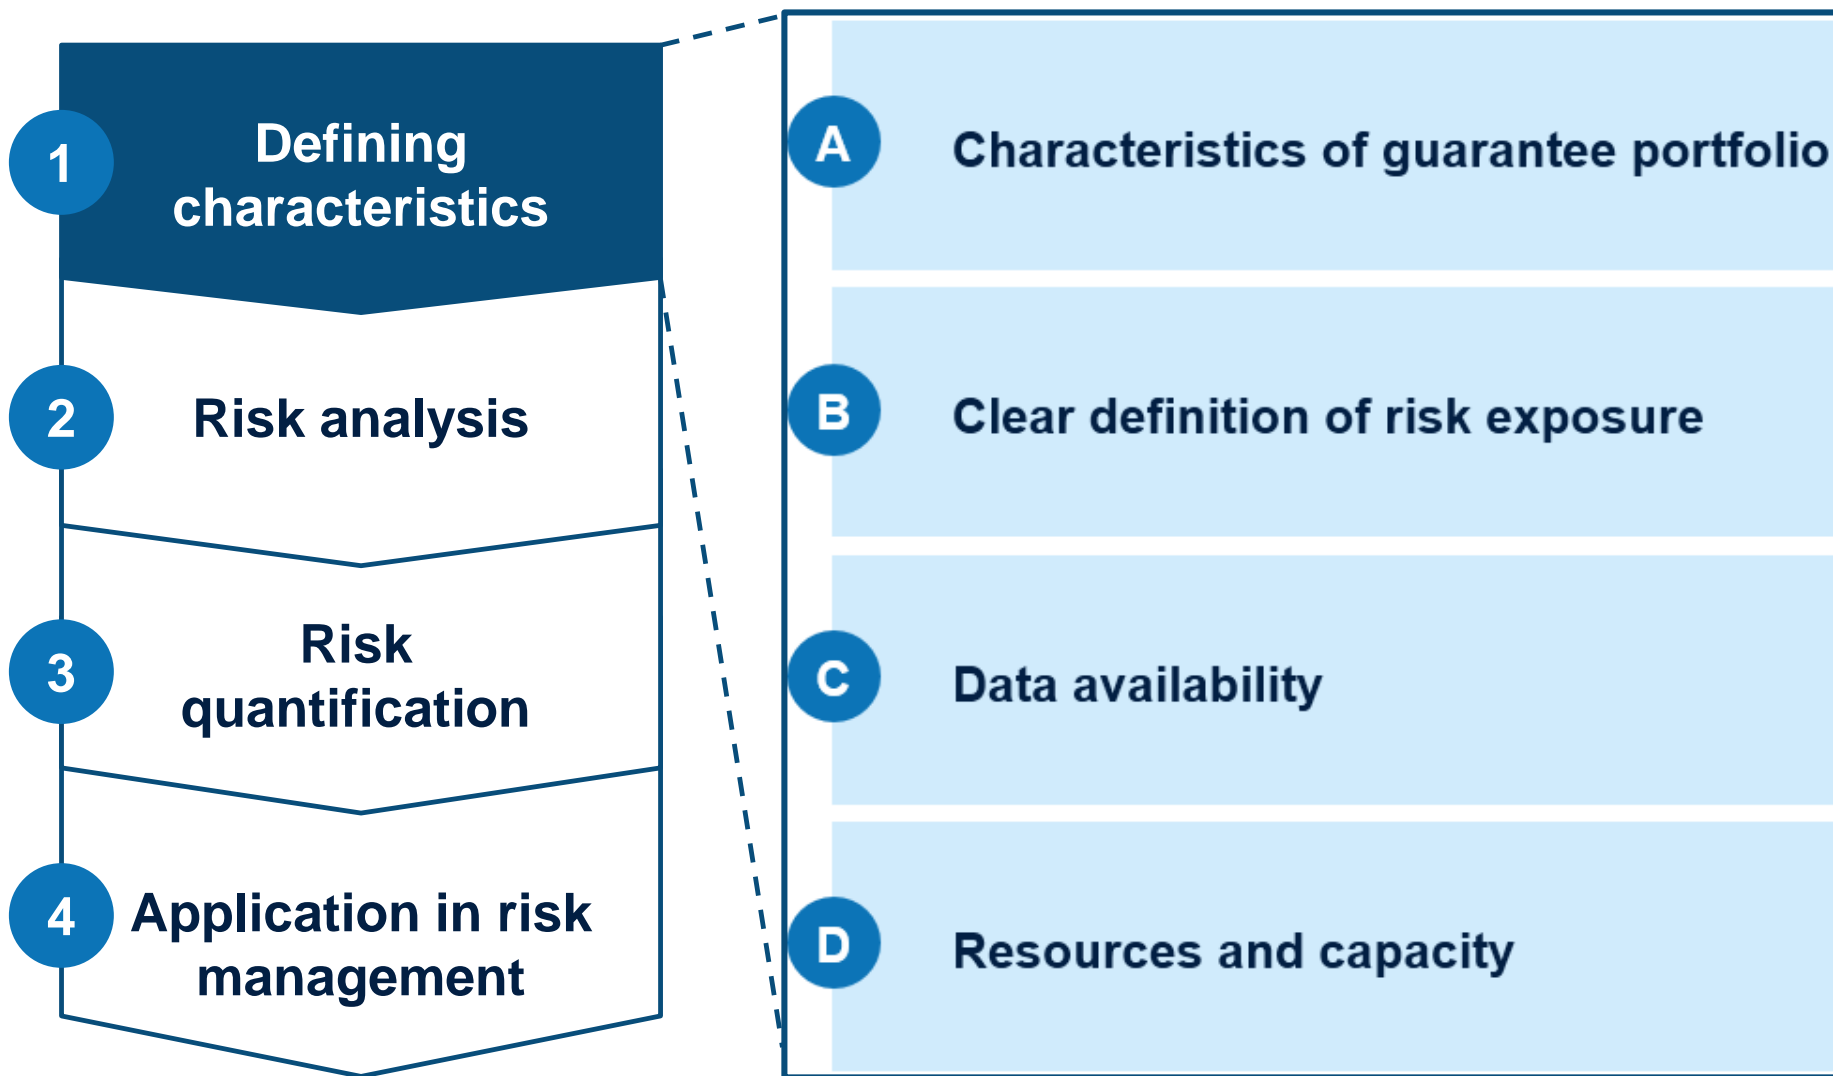 1
Defining
characteristics
2
Risk analysis
3
Risk
quantification
4
Application in risk
management
A
Characteristics of guarantee portfolio
B
Clear definition of risk exposure
C
Data availability
D
Resources and capacity